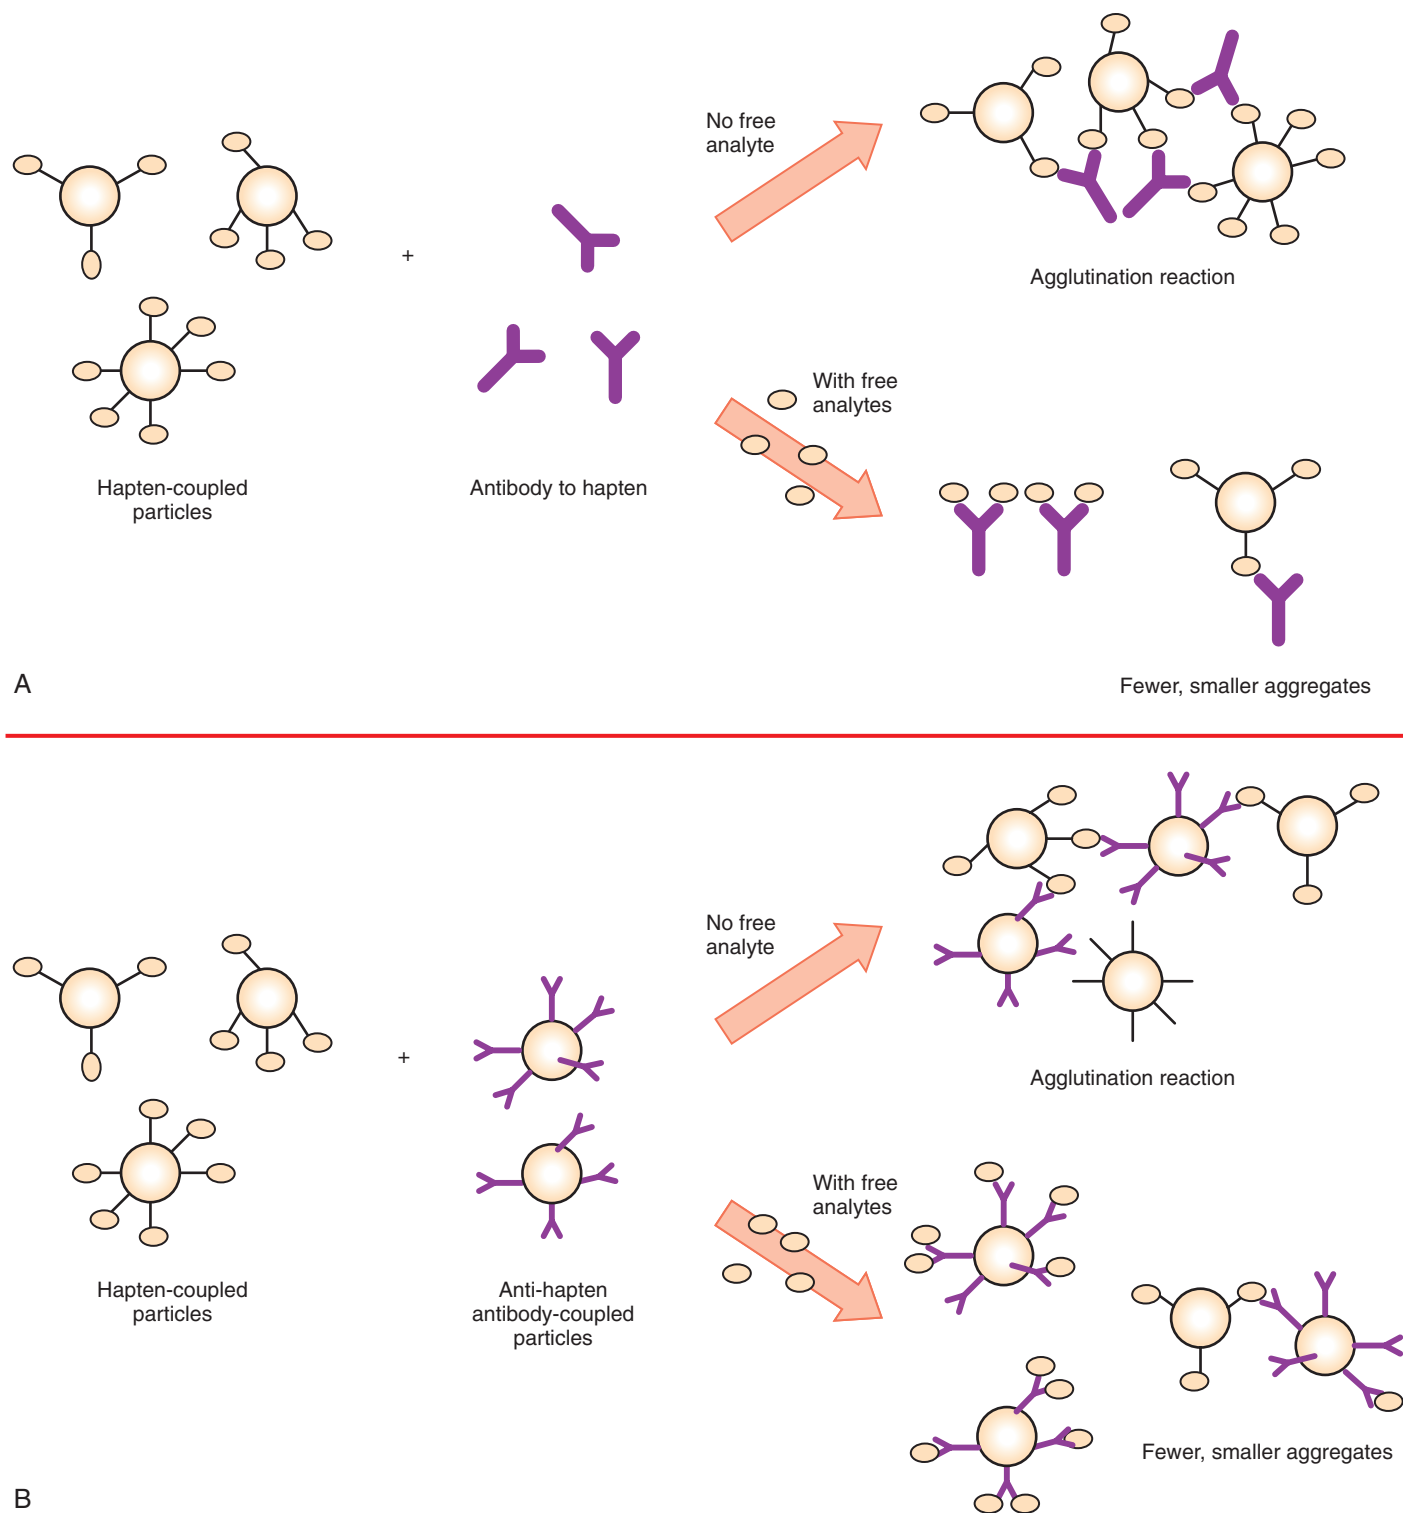 No free
analyte
+
Agglutination reaction
With free
analytes
Hapten-coupled
particles
Antibody to hapten
A
Fewer, smaller aggregates
No free
analyte
+
Agglutination reaction
With free
analytes
Hapten-coupled
particles
Anti-hapten
antibody-coupled
particles
Fewer, smaller aggregates
B